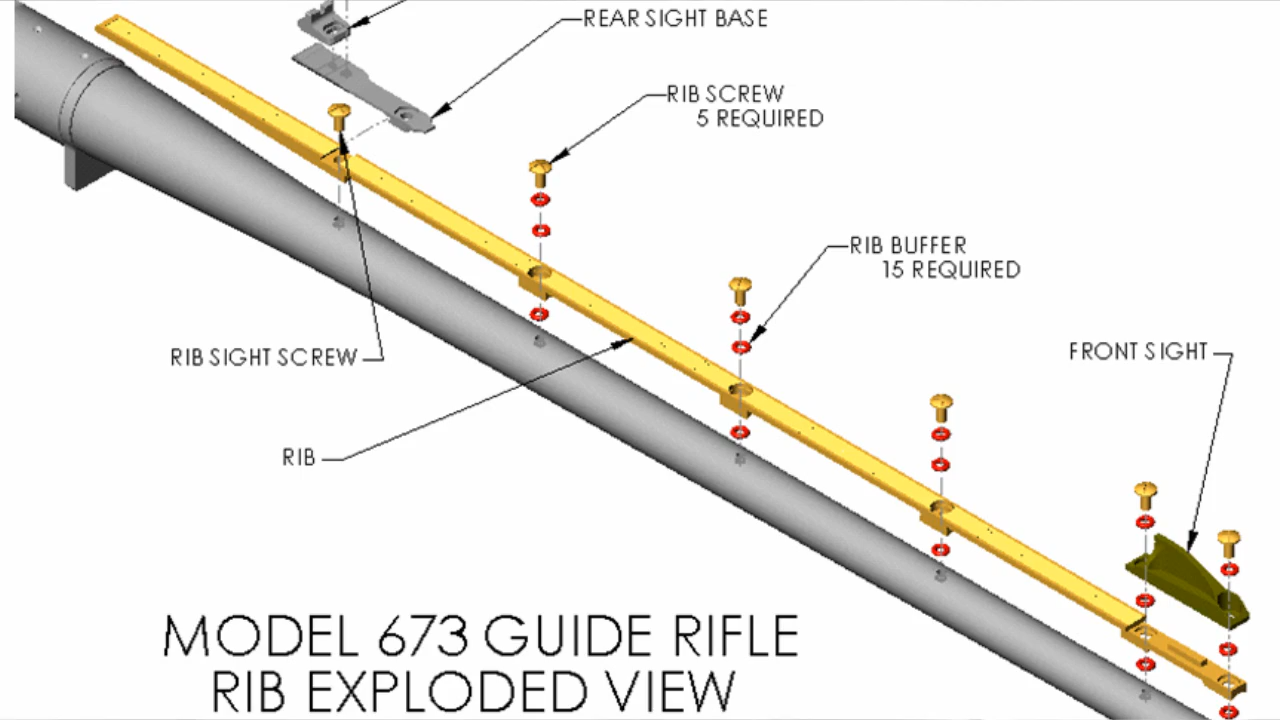 REAR SIGHT BASE
RIB SCREW
5 REQUIRED
RIB BUFFER
15 REQUIRED
RIB SIGHT SCREW
FRONT SIGHT
RIB
MODEL 673 GUIDE RIFLE
RIB EXPLODED VIEW